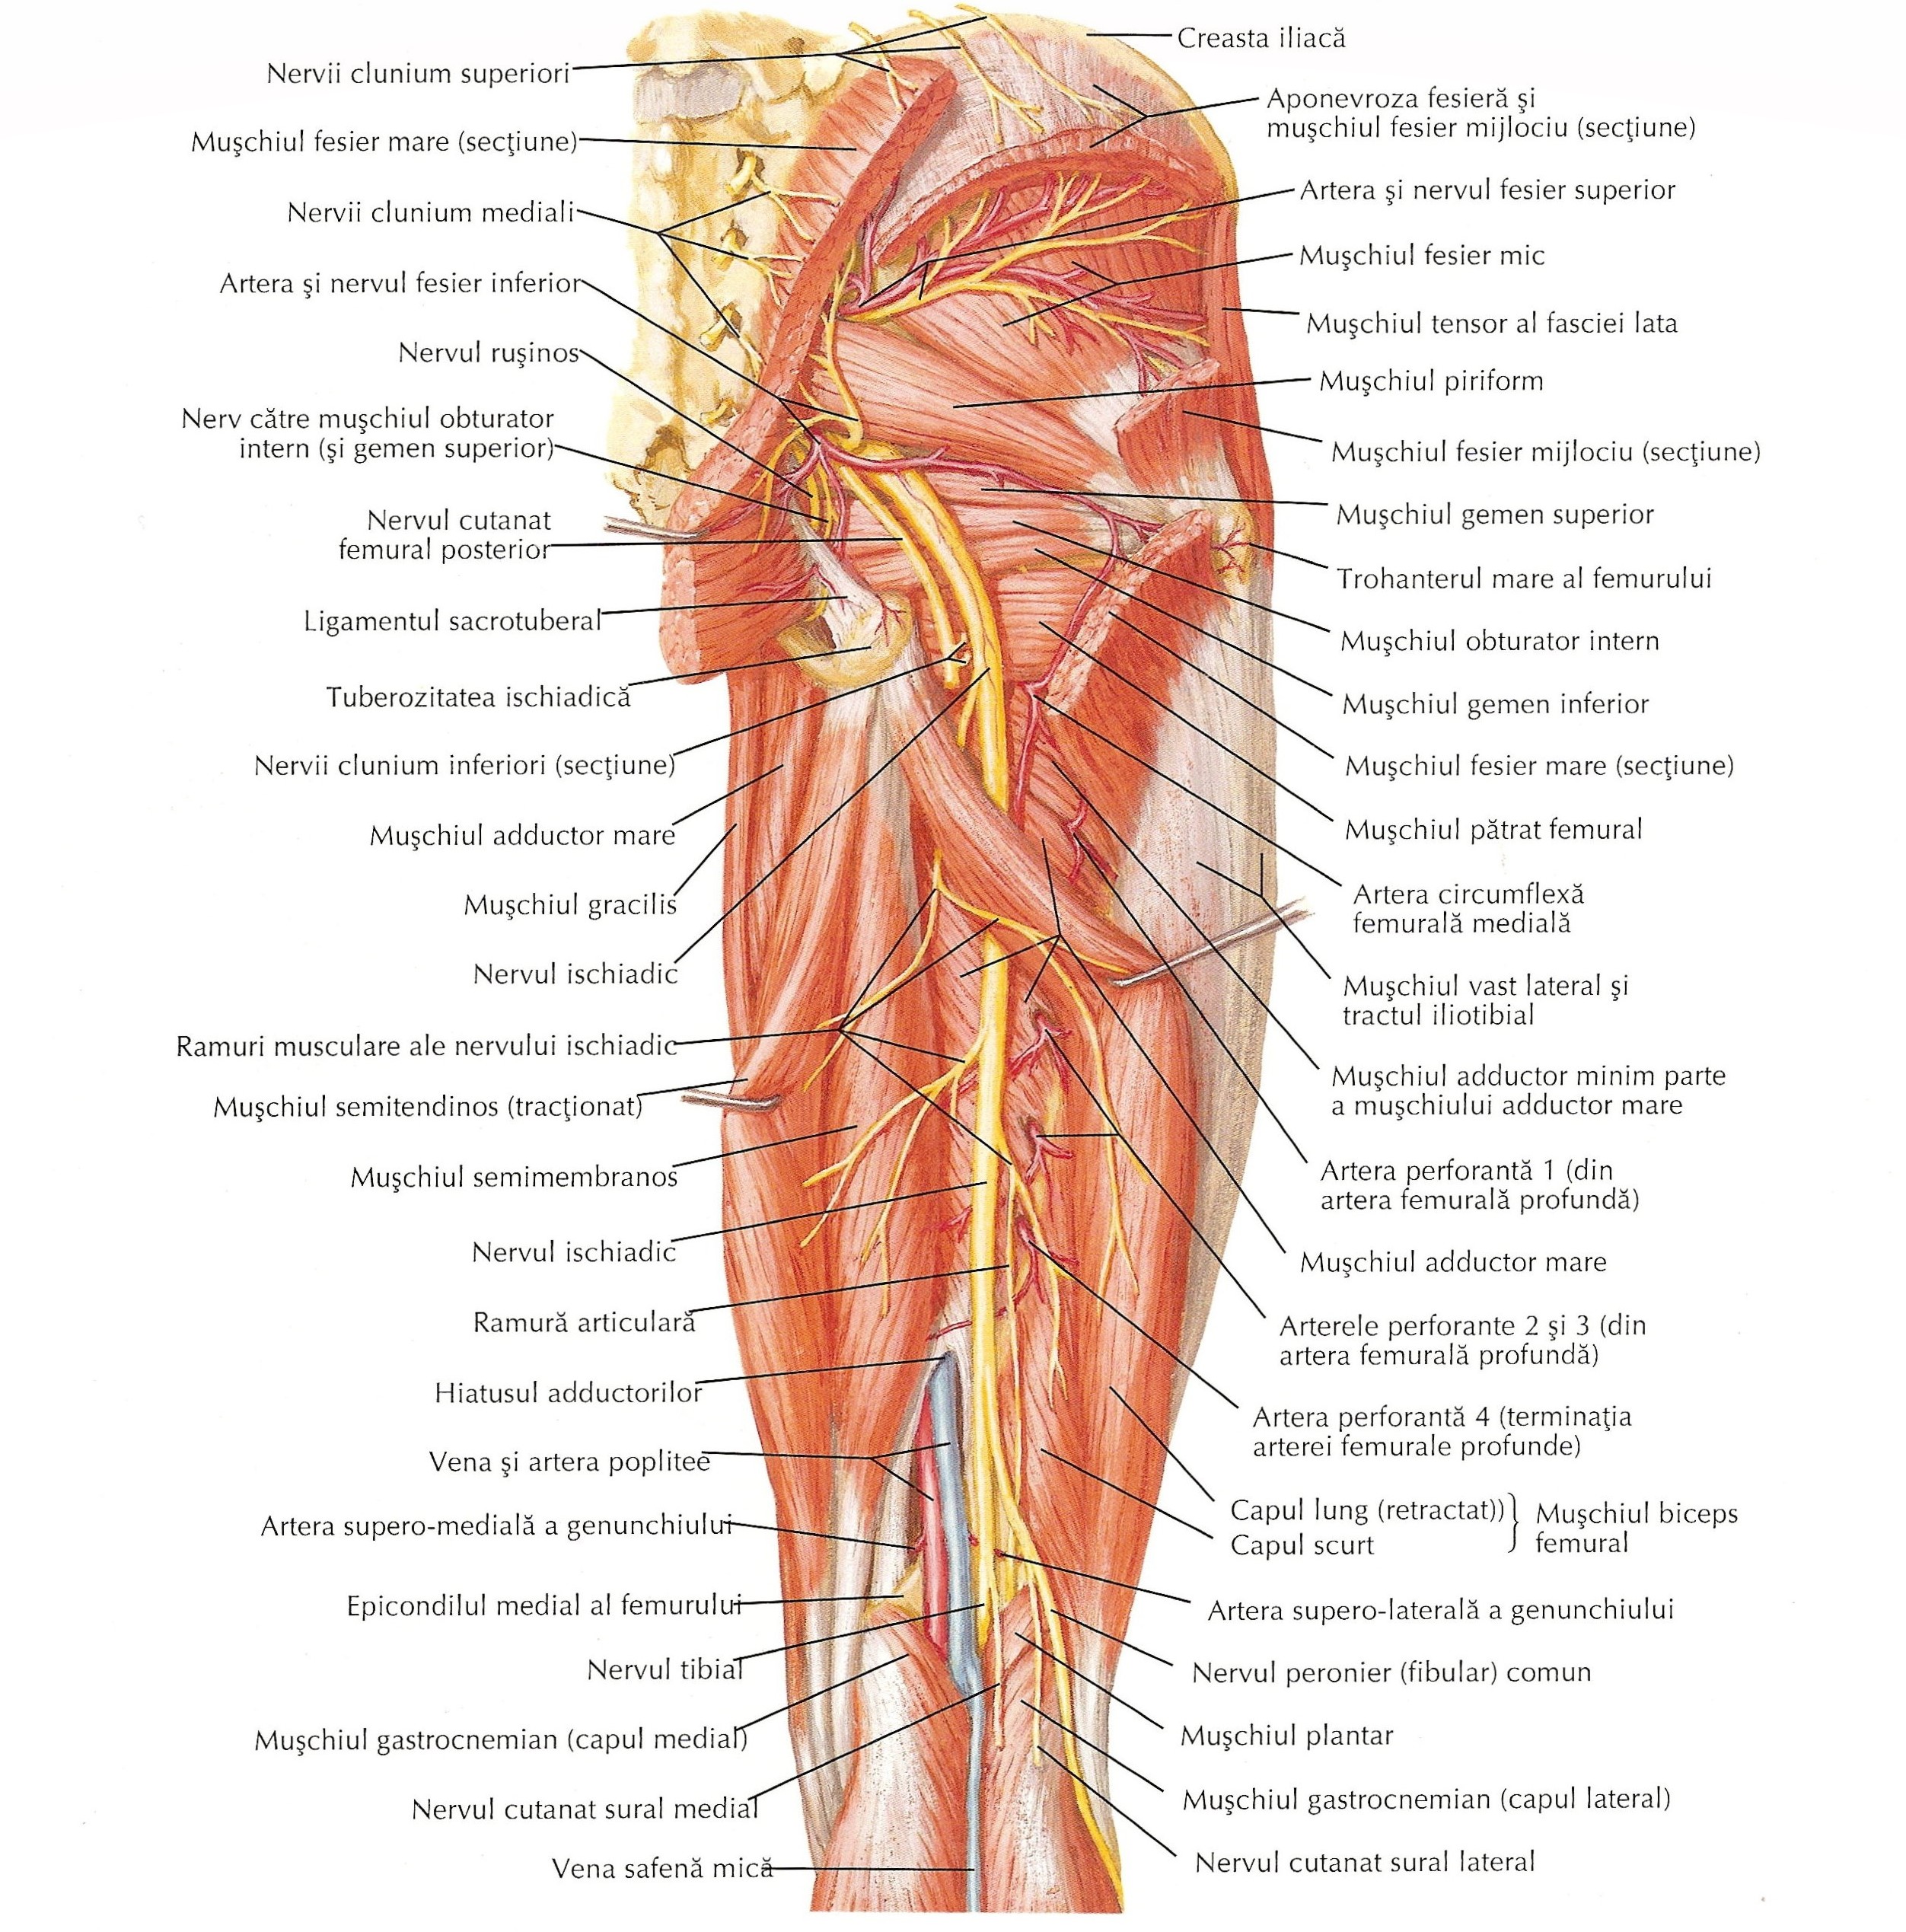 Nervii clunium superiori
Muşchiul fesier mare (secţiune)
Nervii clunium mediali
Artera şi nervul fesier inferior
Nervul ruşinos
Nerv către muşchiul obturator
intern (şi gemen superior)
Nervul cutanat
femural posterior
Ligamentul sacrotuberal
Tuberozitatea ischiadică
Nervii clunium inferiori (secţiune)
Muşchiul adductor mare
Muşchiul gracilis
Nervul ischiadic
Ramuri musculare ale nervului ischiadic
Muşchiul semitendinos (tracţionat)
Muşchiul semimembranos
Nervul ischiadic
Ramură articulară
Hiatusul adductorilor
Vena şi artera poplitee
Artera supero-medială a genunchiului
Epicondilul medial al femurului
Nervul tibial
Muşchiul gastrocnemian (capul medial)
Nervul cutanat sural medial
Vena safenă mică
Creasta iliacă
Aponevroza fesieră şi
muşchiul fesier mijlociu (secţiune)
Artera şi nervul fesier superior
Muşchiul fesier mic
Muşchiul tensor al fasciei lata
Muşchiul piriform
Muşchiul fesier mijlociu (secţiune)
Muşchiul gemen superior
Trohanterul mare al femurului
Muşchiul obturator intern
Muşchiul gemen inferior
Muşchiul fesier mare (secţiune)
Muşchiul pătrat femural
Artera circumflexă
femurală medială
Muşchiul vast lateral şi
tractul iliotibial
Muşchiul adductor minim parte
a muşchiului adductor mare
Artera perforantă 1 (din
artera femurală profundă)
Muşchiul adductor mare
Arterele perforante 2 şi 3 (din
artera femurală profundă)
Artera perforantă 4 (terminaţia
arterei femurale profunde)
Capul lung (retractat))
Capul scurt
Muşchiul biceps
femural
Artera supero-laterală a genunchiului
Nervul peronier (fibular) comun
Muşchiul plantar
Muşchiul gastrocnemian (capul lateral)
Nervul cutanat sural lateral